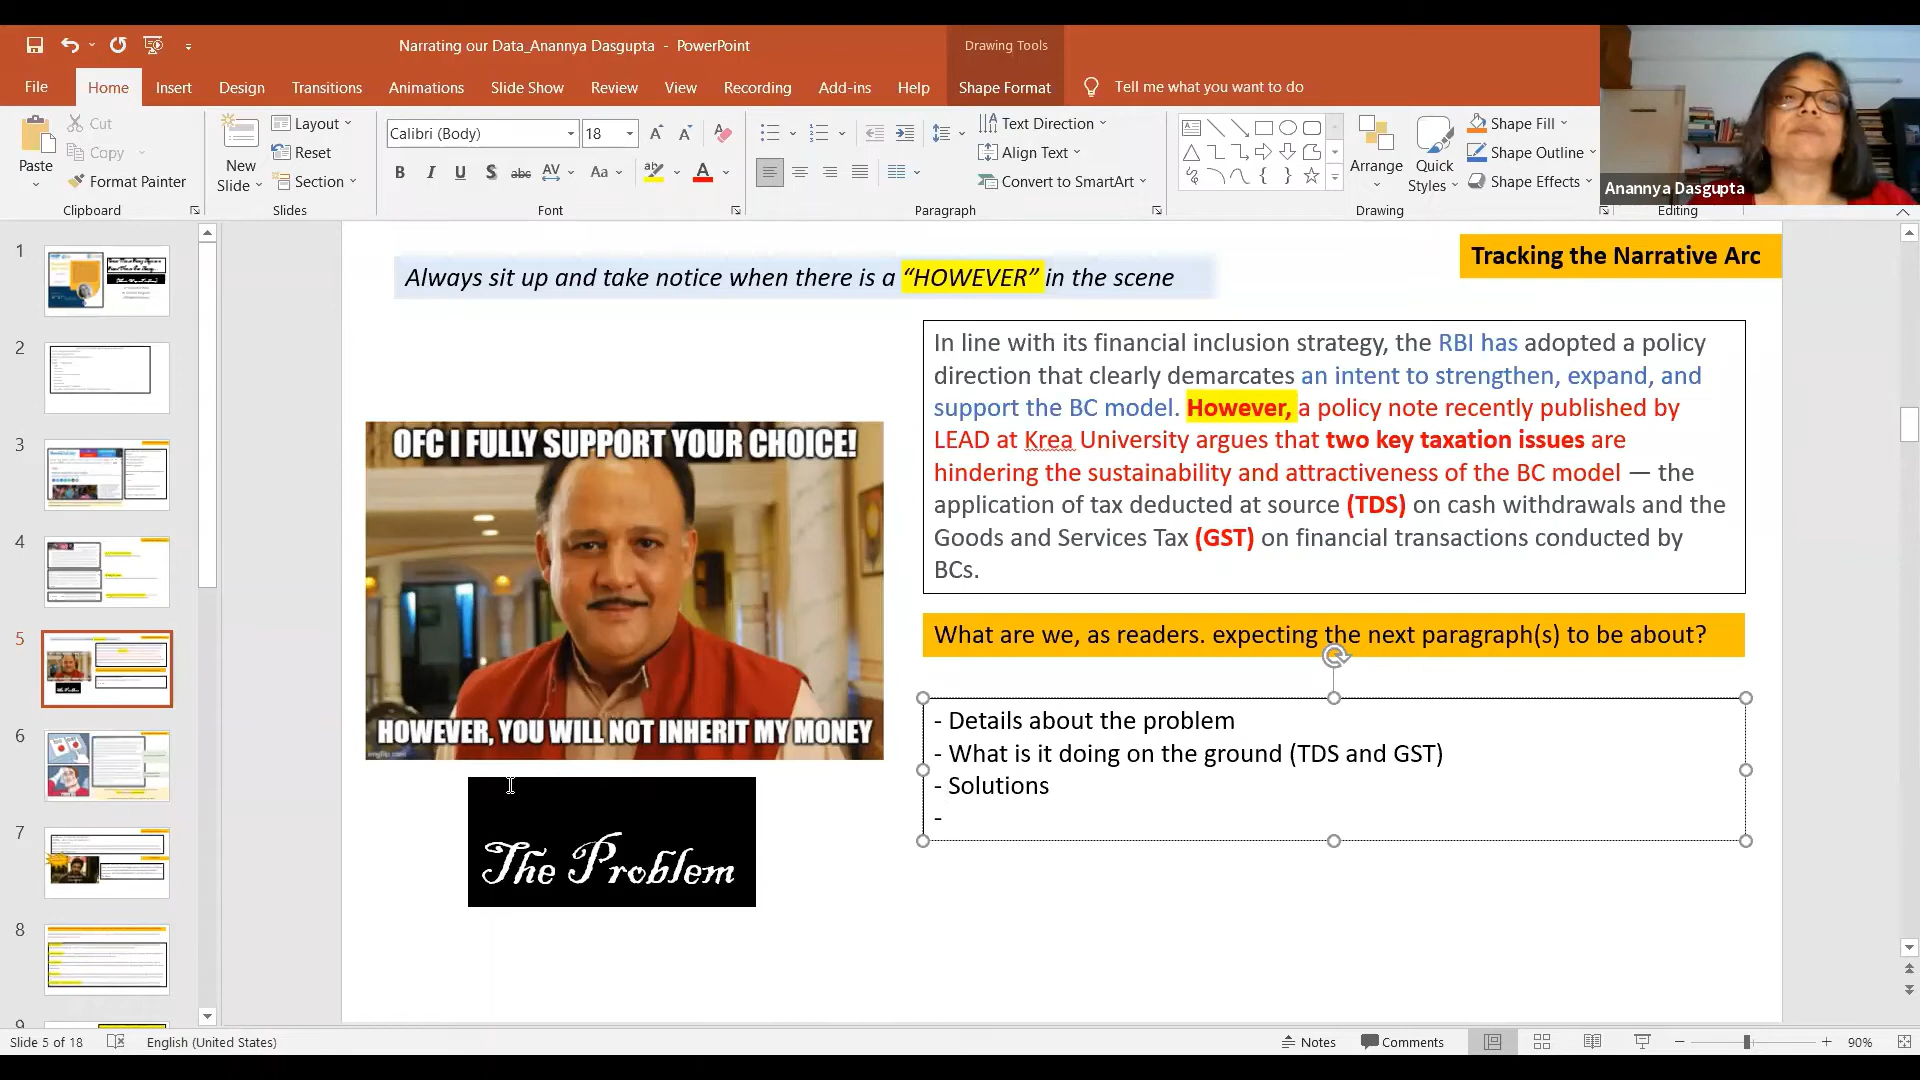 Narrating our Data_Anannya Dasgupta - PowerPoint
Drawing Tools
File
Home
Insert
Design
Transitions
Animations
Slide Show
Review
View
Recording
Add-ins
Help
Shape Format
Tell me what you want to do
Paste
Cut
Copy
Format Painter
Clipboard
New
Slide
Layout
Reset
Section
Slides
Calibri (Body)
18
Font
Text Direction
Align Text
Convert to SmartArt
Paragraph
Arrange
Quick
Styles
Shape Fill
Shape Outline
Shape Effects
Drawing
Editing
Anannya Dasgupta
1
2
3
4
5
6
7
8
Always sit up and take notice when there is a “HOWEVER” in the scene
Tracking the Narrative Arc
OFC I FULLY SUPPORT YOUR CHOICE!
HOWEVER, YOU WILL NOT INHERIT MY MONEY
The Problem
In line with its financial inclusion strategy, the RBI has adopted a policy
direction that clearly demarcates an intent to strengthen, expand, and
support the BC model. However, a policy note recently published by
LEAD at Krea University argues that two key taxation issues are
hindering the sustainability and attractiveness of the BC model — the
application of tax deducted at source (TDS) on cash withdrawals and the
Goods and Services Tax (GST) on financial transactions conducted by
BCs.
What are we, as readers. expecting the next paragraph(s) to be about?
- Details about the problem
- What is it doing on the ground (TDS and GST)
- Solutions
-
Slide 5 of 18
English (United States)
Notes
Comments
90%